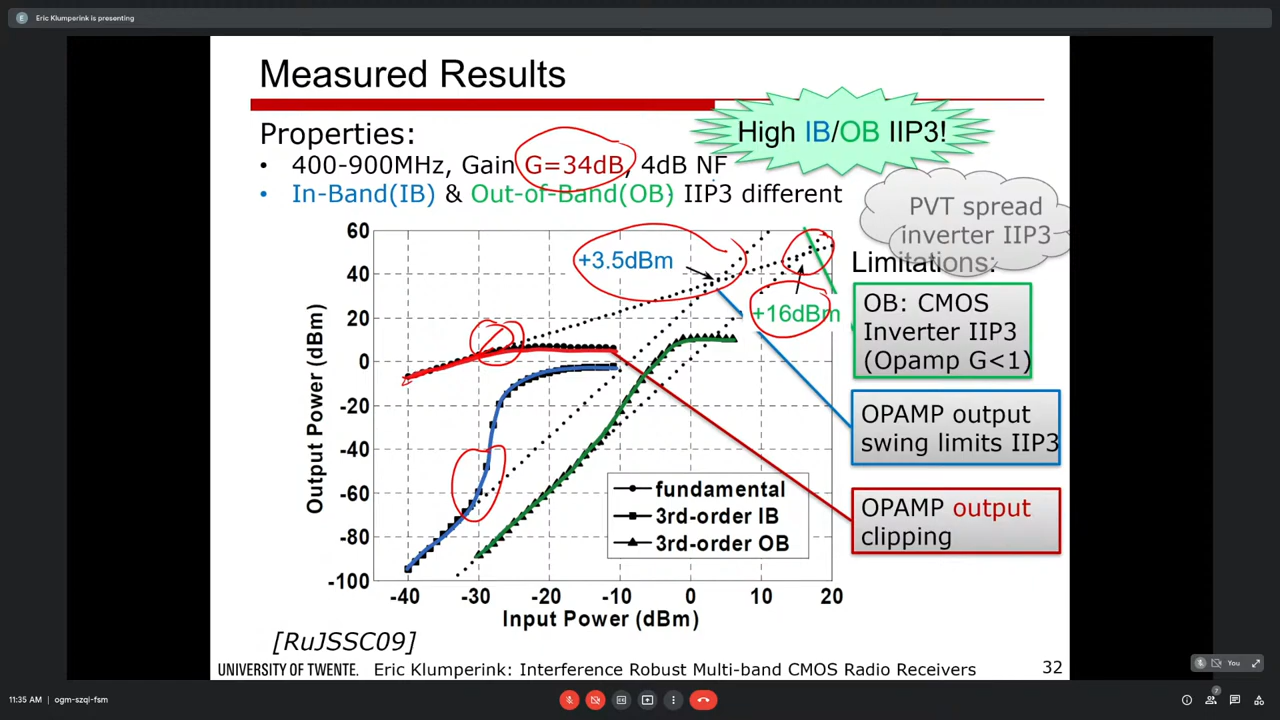 Eric Klumperink is presenting
E
Measured Results
High IB/OB IIP3!
Properties:
• 400-900MHz, Gain G=34dB, 4dB NF
• In-Band(IB) & Out-of-Band(OB) IIP3 different
PVT spread
inverter IIP3
Limitations:
OB: CMOS
Inverter IIP3
(Opamp G<1)
OPAMP output
swing limits IIP3
OPAMP output
clipping
+3.5dBm
+16dBm
60
40
20
0
-20
-40
-60
-80
-100
Output Power (dBm)
fundamental
3rd-order IB
3rd-order OB
-40 -30 -20 -10 0 10 20
Input Power (dBm)
[RuJSSC09]
UNIVERSITY OF TWENTE. Eric Klumperink: Interference Robust Multi-band CMOS Radio Receivers 32
You
11:35 AM | ogm-szqi-fsm
7